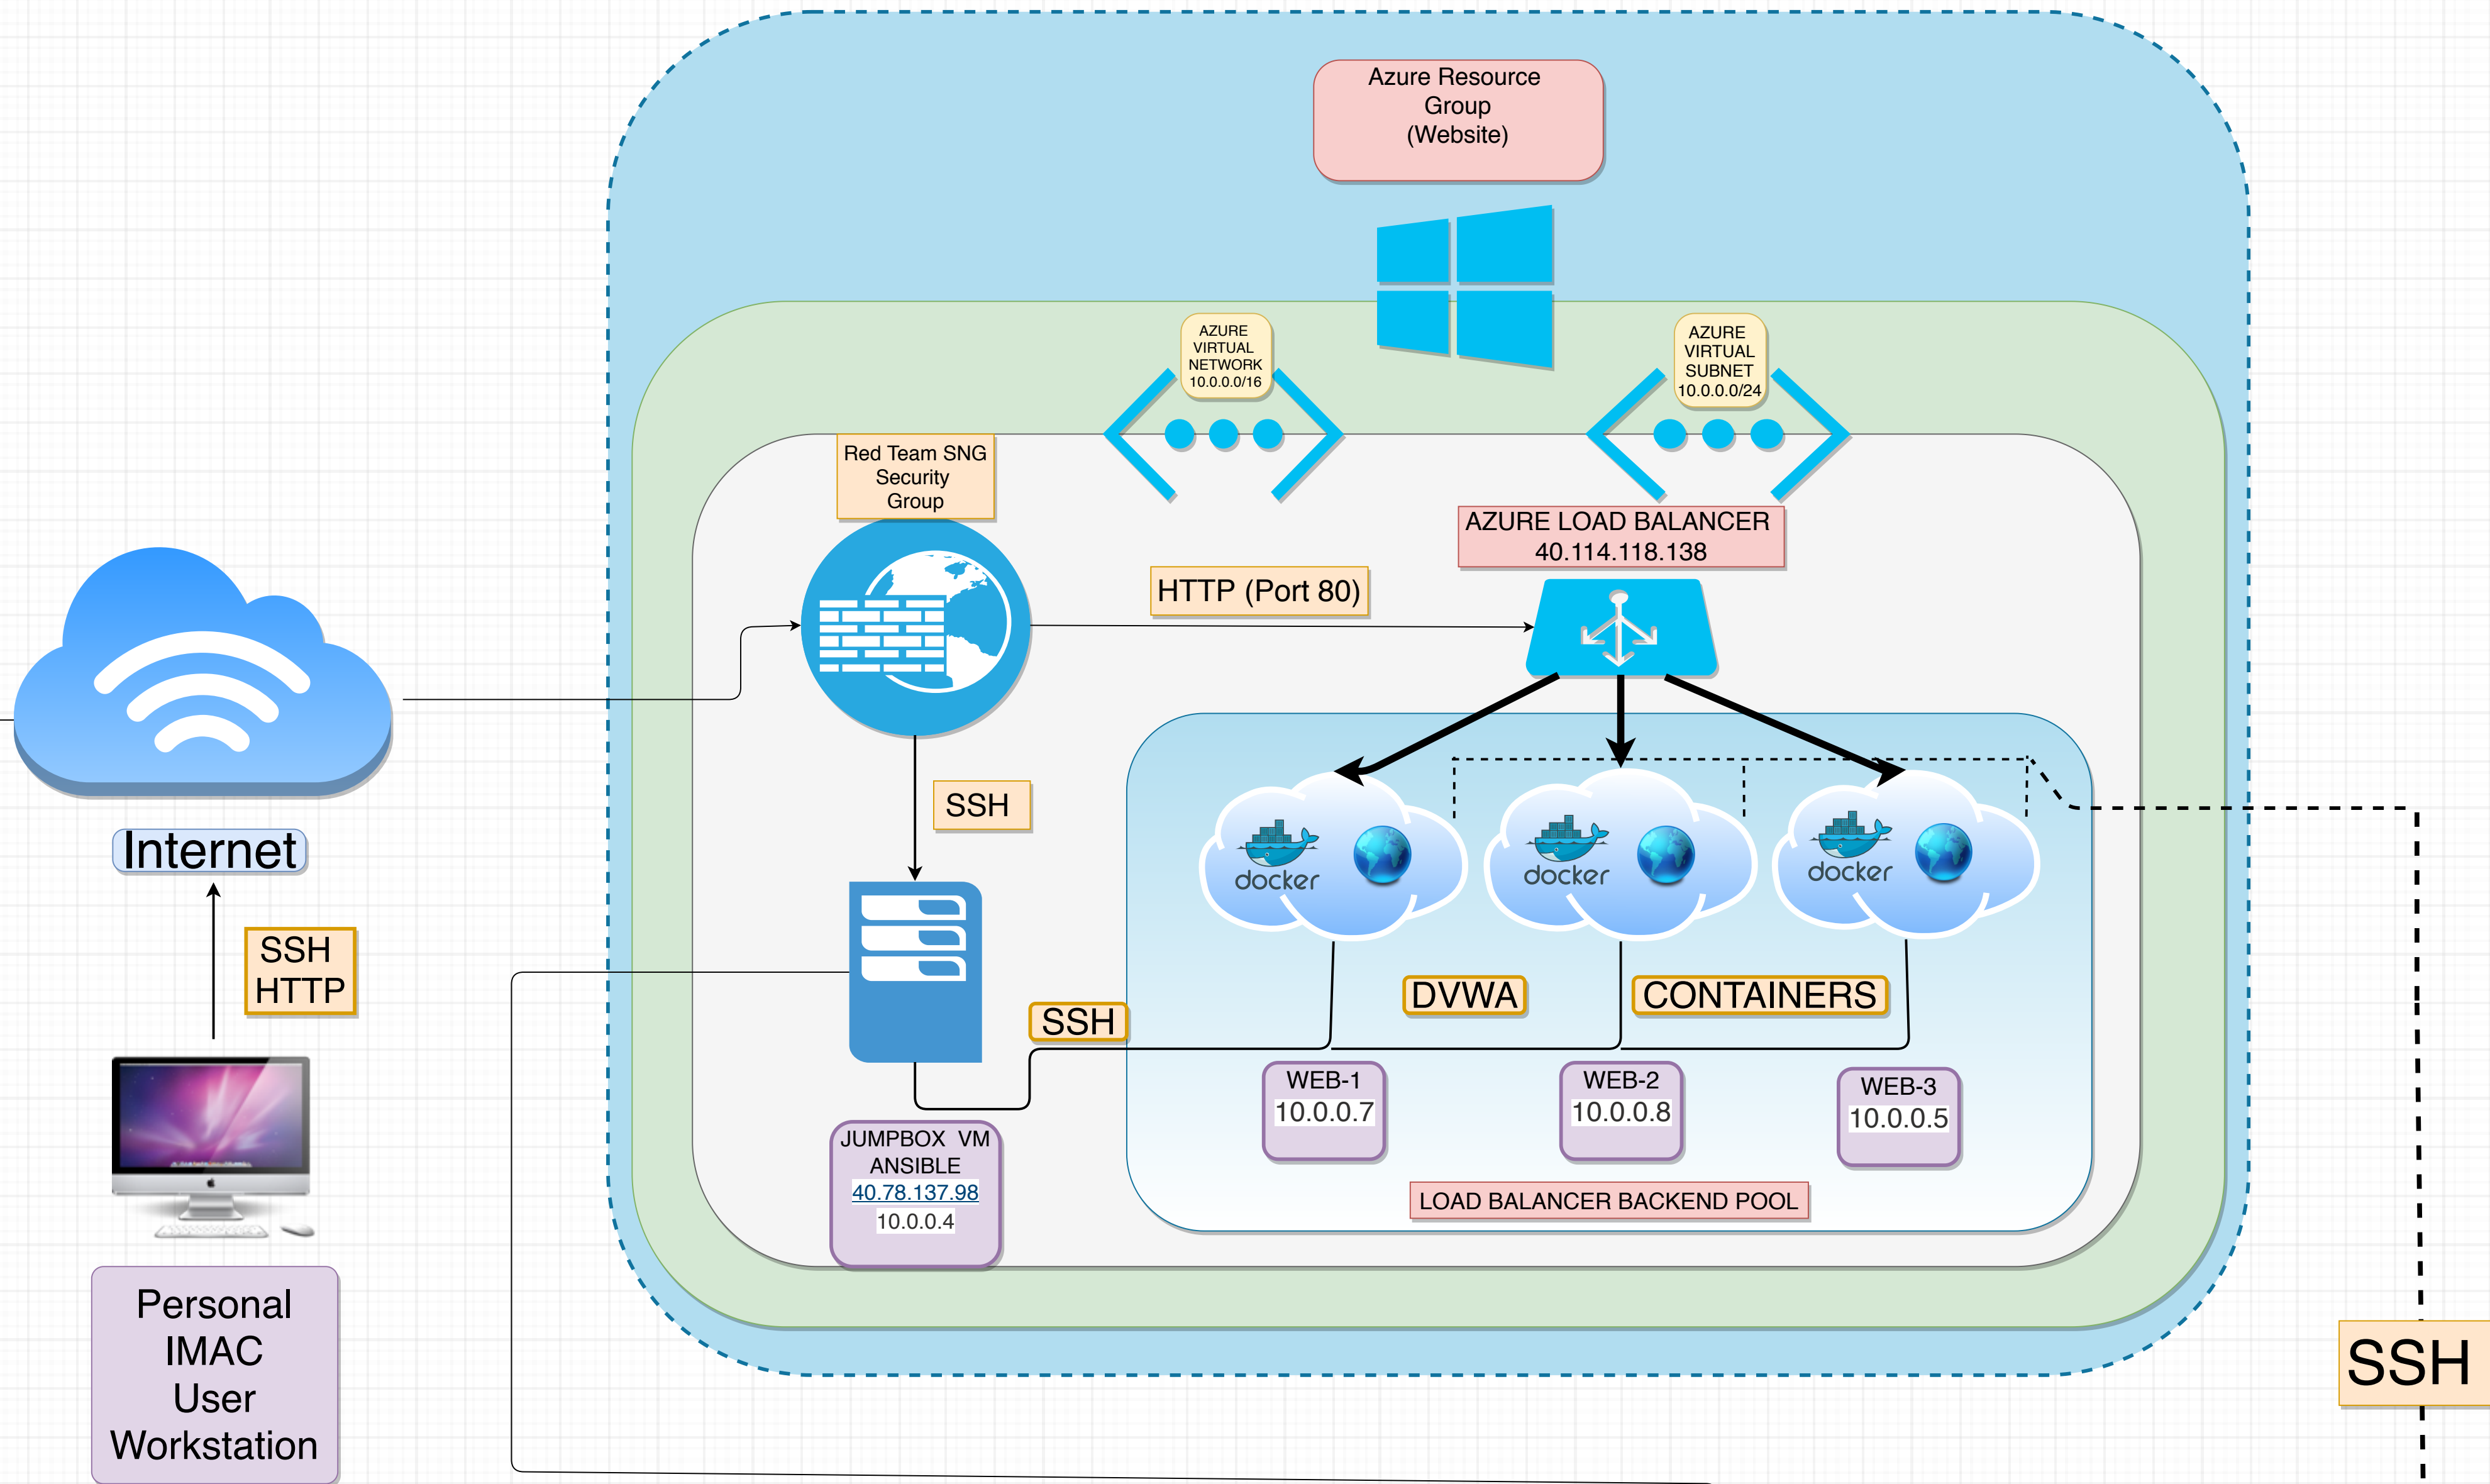 Azure Resource
Group
(Website)
AZURE
VIRTUAL
NETWORK
10.0.0.0/16
AZURE
VIRTUAL
SUBNET
10.0.0.0/24
Red Team SNG
Security
Group
AZURE LOAD BALANCER
40.114.118.138
HTTP (Port 80)
SSH
Internet
SSH
HTTP
docker
docker
docker
DVWA
CONTAINERS
SSH
WEB-1
10.0.0.7
WEB-2
10.0.0.8
WEB-3
10.0.0.5
JUMPBOX VM
ANSIBLE
40.78.137.98
10.0.0.4
LOAD BALANCER BACKEND POOL
Personal
IMAC
User
Workstation
SSH